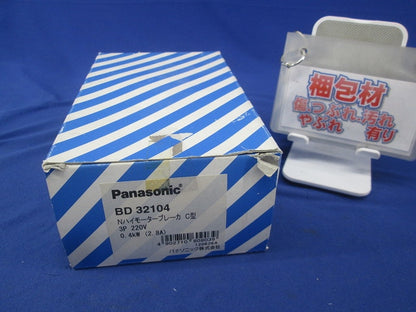 Panasonic
BD 32104
Nハイモーターブレーカ C型
3P 220V
0.4kW (2.8A)
パナソニック株式会社
梱包材
傷つぶれ、汚れ
やぶれ 有り